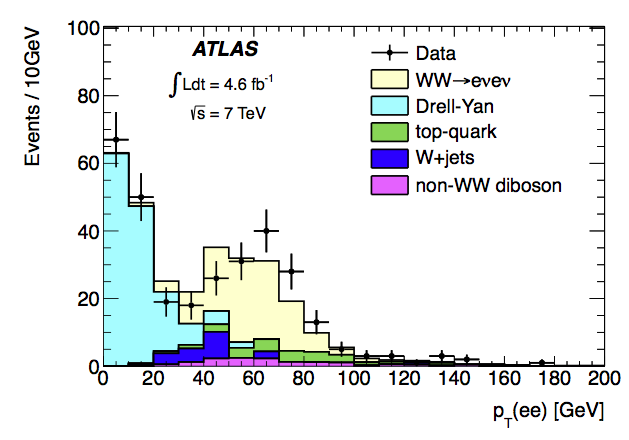 100
80
60
40
20
0
Events / 10GeV
ATLAS
∫Ldt = 4.6 fb⁻¹
√s = 7 TeV
Data
WW→eνeν
Drell-Yan
top-quark
W+jets
non-WW diboson
0 20 40 60 80 100 120 140 160 180 200
p_T(ee) [GeV]